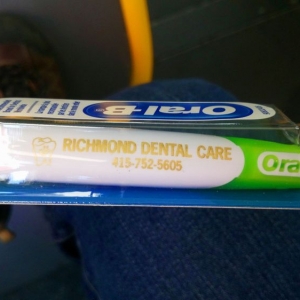 Oral-B
RICHMOND DENTAL CARE
415-752-5605
Ora